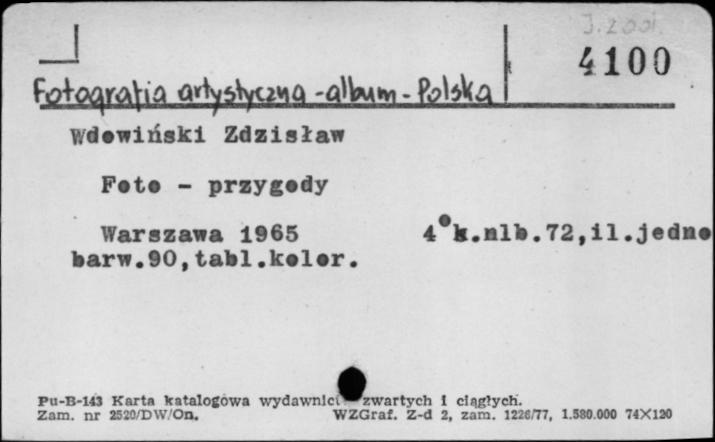 J. 2001.
4100
Fotografia artystyczna - album - Polska
Wdowiński Zdzisław
Foto - przygody
Warszawa 1965 4°k.nlb.72,il.jedno
barw.90,tabl.kolor.
Pu-B-143 Karta katalogowa wydawnict zwartych i ciągłych.
Zam. nr 2520/DW/On. WZGraf. Z-d 2, zam. 1226/77, 1.580.000 74X120